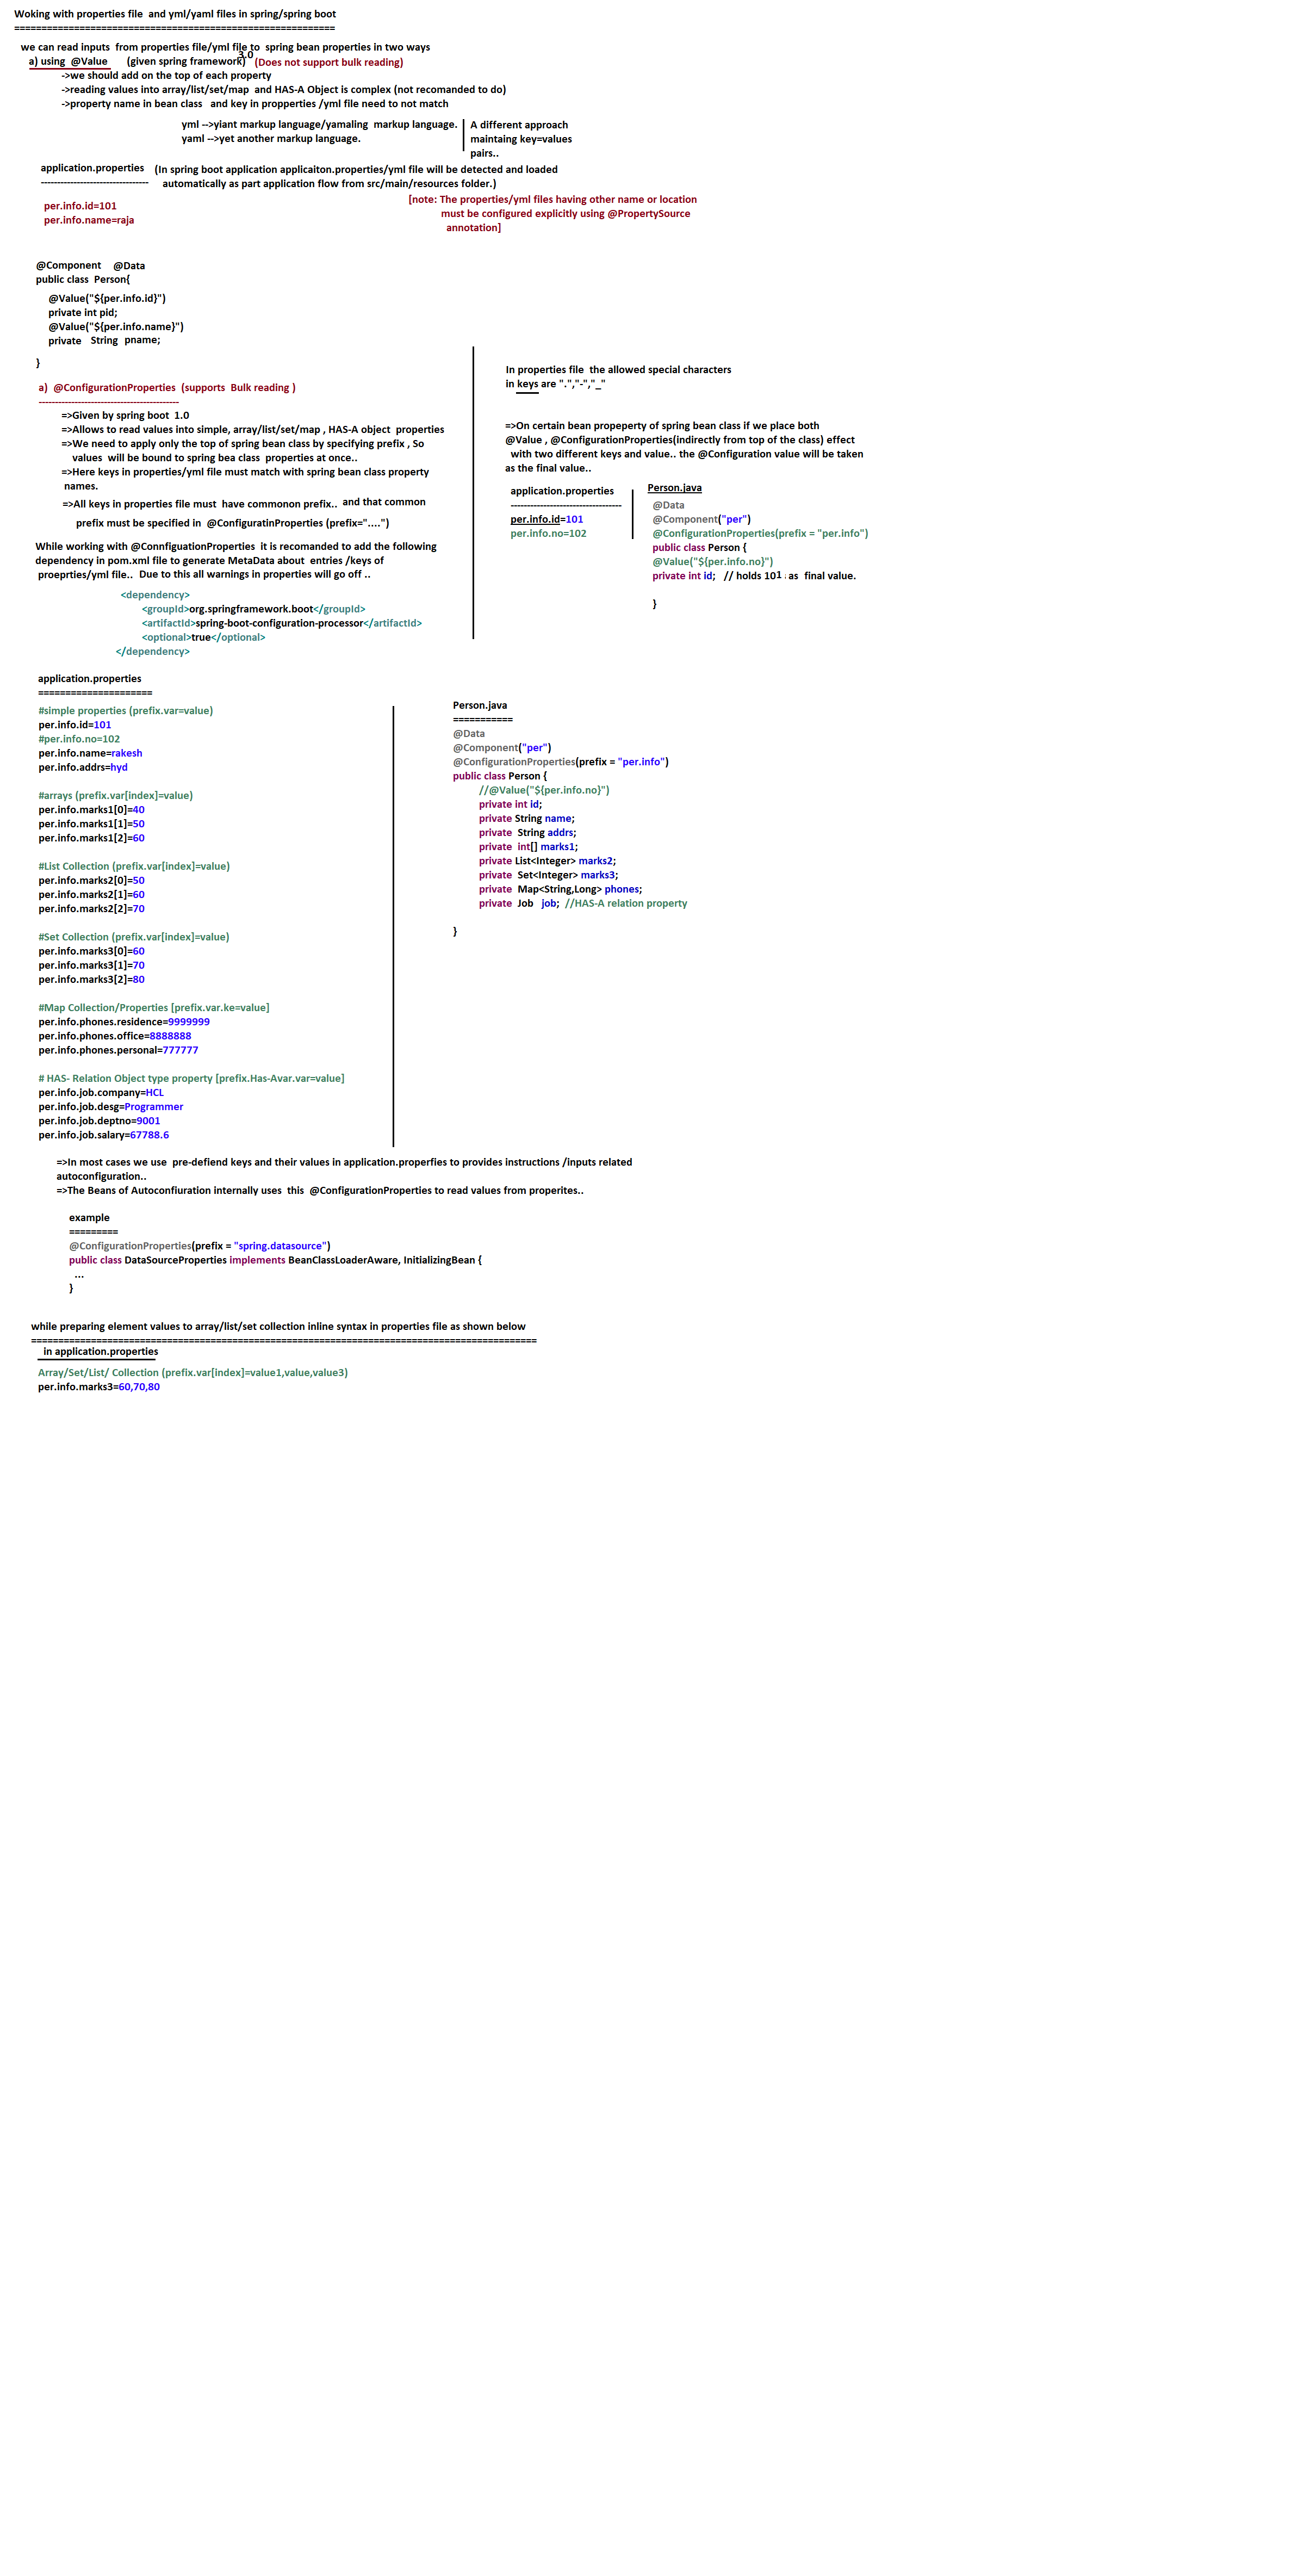 Woking with properties file  and yml/yaml files in spring/spring boot
===========================================================
we can read inputs  from properties file/yml file to  spring bean properties in two ways
a) using  @Value      (given spring framework) 3.0 (Does not support bulk reading)
->we should add on the top of each property
->reading values into array/list/set/map  and HAS-A Object is complex (not recomanded to do)
->property name in bean class   and key in propperties /yml file need to not match
yml -->yiant markup language/yamaling  markup language.
yaml -->yet another markup language.
A different approach
maintaing key=values
pairs..
application.properties
---------------------------------
(In spring boot application applicaiton.properties/yml file will be detected and loaded
automatically as part application flow from src/main/resources folder.)
per.info.id=101
per.info.name=raja
[note: The properties/yml files having other name or location
must be configured explicitly using @PropertySource
annotation]
@Component    @Data
public class  Person{
@Value("${per.info.id}")
private int pid;
@Value("${per.info.name}")
private   String  pname;
}
a)  @ConfigurationProperties  (supports  Bulk reading )
-------------------------------------------
=>Given by spring boot  1.0
=>Allows to read values into simple, array/list/set/map , HAS-A object  properties
=>We need to apply only the top of spring bean class by specifying prefix , So
values  will be bound to spring bea class  properties at once..
=>Here keys in properties/yml file must match with spring bean class property
names.
=>All keys in properties file must  have commonon prefix..  and that common
prefix must be specified in  @ConfiguratinProperties (prefix="....")
While working with @ConnfiguationProperties  it is recomanded to add the following
dependency in pom.xml file to generate MetaData about  entries /keys of
proeprties/yml file..  Due to this all warnings in properties will go off ..
<dependency>
<groupId>org.springframework.boot</groupId>
<artifactId>spring-boot-configuration-processor</artifactId>
<optional>true</optional>
</dependency>
In properties file  the allowed special characters
in keys are ".","-","_"
=>On certain bean propeperty of spring bean class if we place both
@Value , @ConfigurationProperties(indirectly from top of the class) effect
with two different keys and value.. the @Configuration value will be taken
as the final value..
application.properties
----------------------------------
per.info.id=101
per.info.no=102
Person.java
@Data
@Component("per")
@ConfigurationProperties(prefix = "per.info")
public class Person {
@Value("${per.info.no}")
private int id;   // holds 101 as  final value.
}
application.properties
=====================
#simple properties (prefix.var=value)
per.info.id=101
#per.info.no=102
per.info.name=rakesh
per.info.addrs=hyd
#arrays (prefix.var[index]=value)
per.info.marks1[0]=40
per.info.marks1[1]=50
per.info.marks1[2]=60
#List Collection (prefix.var[index]=value)
per.info.marks2[0]=50
per.info.marks2[1]=60
per.info.marks2[2]=70
#Set Collection (prefix.var[index]=value)
per.info.marks3[0]=60
per.info.marks3[1]=70
per.info.marks3[2]=80
#Map Collection/Properties [prefix.var.ke=value]
per.info.phones.residence=9999999
per.info.phones.office=8888888
per.info.phones.personal=777777
# HAS- Relation Object type property [prefix.Has-Avar.var=value]
per.info.job.company=HCL
per.info.job.desg=Programmer
per.info.job.deptno=9001
per.info.job.salary=67788.6
Person.java
===========
@Data
@Component("per")
@ConfigurationProperties(prefix = "per.info")
public class Person {
//@Value("${per.info.no}")
private int id;
private String name;
private  String addrs;
private  int[] marks1;
private List<Integer> marks2;
private  Set<Integer> marks3;
private  Map<String,Long> phones;
private  Job   job;  //HAS-A relation property
}
=>In most cases we use  pre-defiend keys and their values in application.properfies to provides instructions /inputs related
autoconfiguration..
=>The Beans of Autoconfiuration internally uses  this  @ConfigurationProperties to read values from properites..
example
=========
@ConfigurationProperties(prefix = "spring.datasource")
public class DataSourceProperties implements BeanClassLoaderAware, InitializingBean {
...
}
while preparing element values to array/list/set collection inline syntax in properties file as shown below
=============================================================================================
in application.properties
Array/Set/List/ Collection (prefix.var[index]=value1,value,value3)
per.info.marks3=60,70,80